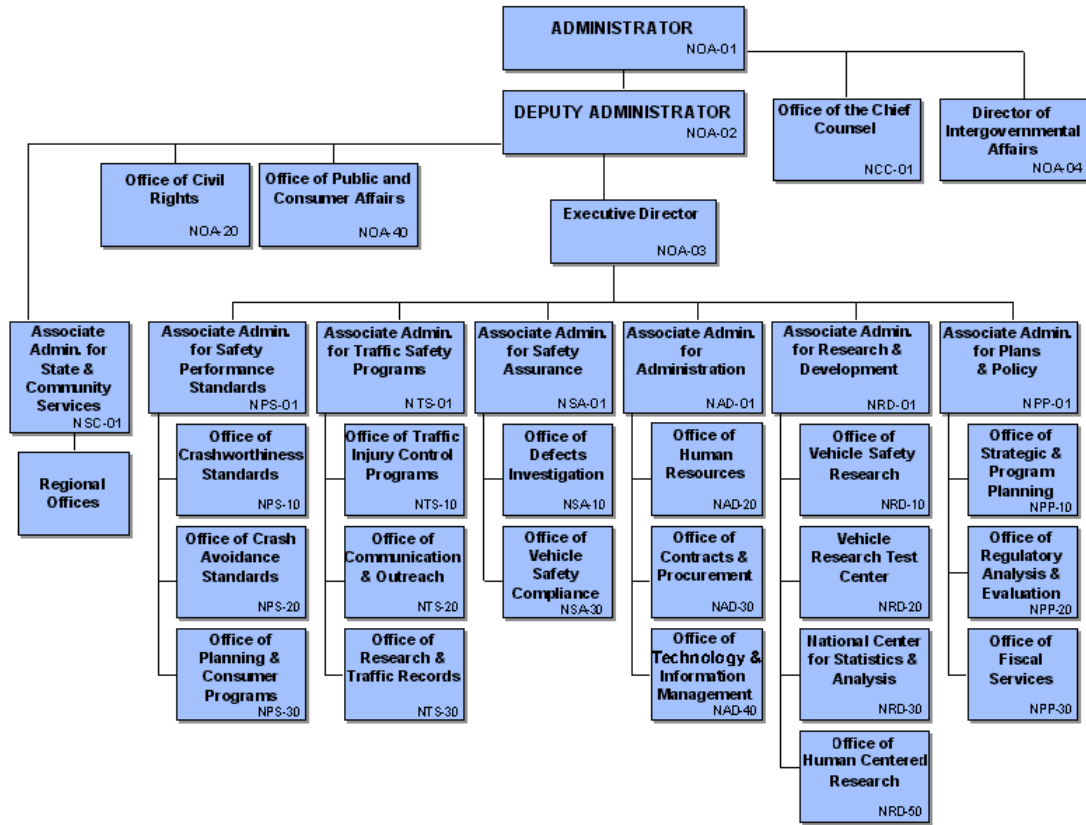 ADMINISTRATOR
NOA-01
DEPUTY ADMINISTRATOR
NOA-02
Office of the Chief
Counsel
NCC-01
Director of
Intergovernmental
Affairs
NOA-04
Office of Civil
Rights
NOA-20
Office of Public and
Consumer Affairs
NOA-40
Executive Director
NOA-03
Associate
Admin. for
State &
Community
Services
NSC-01
Regional
Offices
Associate Admin.
for Safety
Performance
Standards
NPS-01
Office of
Crashworthiness
Standards
NPS-10
Office of Crash
Avoidance
Standards
NPS-20
Office of
Planning &
Consumer
Programs
NPS-30
Associate Admin.
for Traffic Safety
Programs
NTS-01
Office of Traffic
Injury Control
Programs
NTS-10
Office of
Communication
& Outreach
NTS-20
Office of
Research &
Traffic Records
NTS-30
Associate Admin.
for Safety
Assurance
NSA-01
Office of
Defects
Investigation
NSA-10
Office of
Vehicle
Safety
Compliance
NSA-30
Associate Admin.
for
Administration
NAD-01
Office of
Human
Resources
NAD-20
Office of
Contracts &
Procurement
NAD-30
Office of
Technology &
Information
Management
NAD-40
Associate Admin.
for Research &
Development
NRD-01
Office of
Vehicle Safety
Research
NRD-10
Vehicle
Research Test
Center
NRD-20
National Center
for Statistics &
Analysis
NRD-30
Office of
Human Centered
Research
NRD-50
Associate Admin.
for Plans
& Policy
NPP-01
Office of
Strategic &
Program
Planning
NPP-10
Office of
Regulatory
Analysis &
Evaluation
NPP-20
Office of
Fiscal
Services
NPP-30